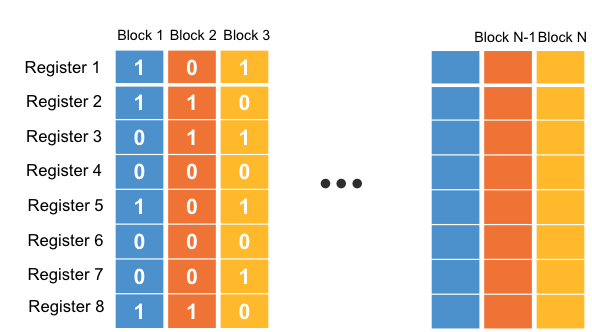 Block 1 Block 2 Block 3 Block N-1 Block N
Register 1 1 0 1
Register 2 1 1 0
Register 3 0 1 1
Register 4 0 0 0
Register 5 1 0 1
Register 6 0 0 0
Register 7 0 0 1
Register 8 1 1 0